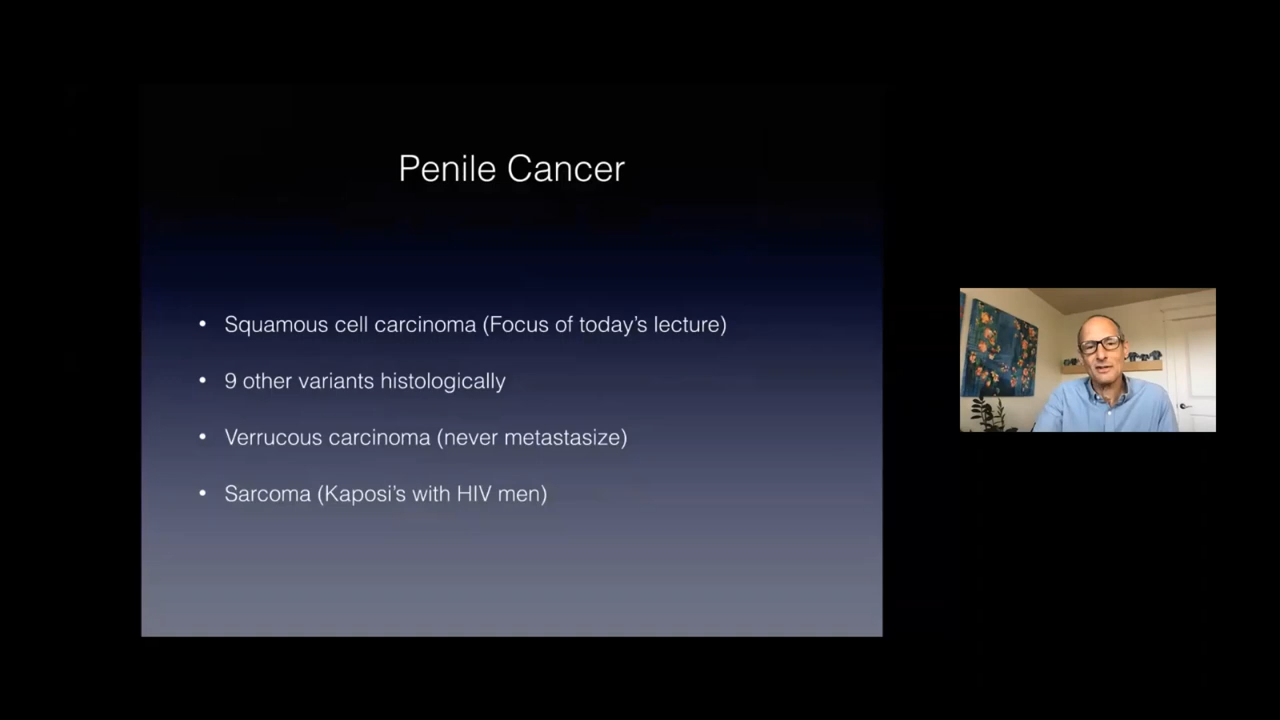 Penile Cancer
• Squamous cell carcinoma (Focus of today's lecture)
• 9 other variants histologically
• Verrucous carcinoma (never metastasize)
• Sarcoma (Kaposi's with HIV men)